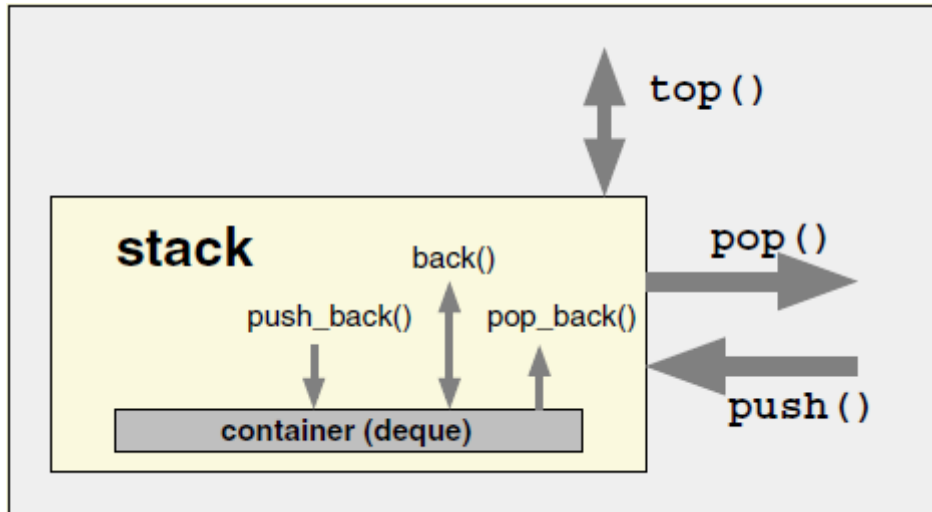 top()
stack
back()
pop()
push_back()
pop_back()
push()
container (deque)